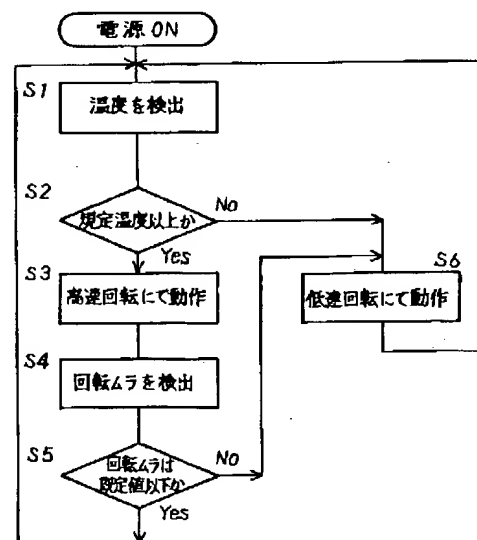 電源ON
S1
温度を検出
S2
規定温度以上か
No
Yes
S3
高速回転にて動作
S6
低速回転にて動作
S4
回転ムラを検出
S5
回転ムラは
既定値以下か
No
Yes